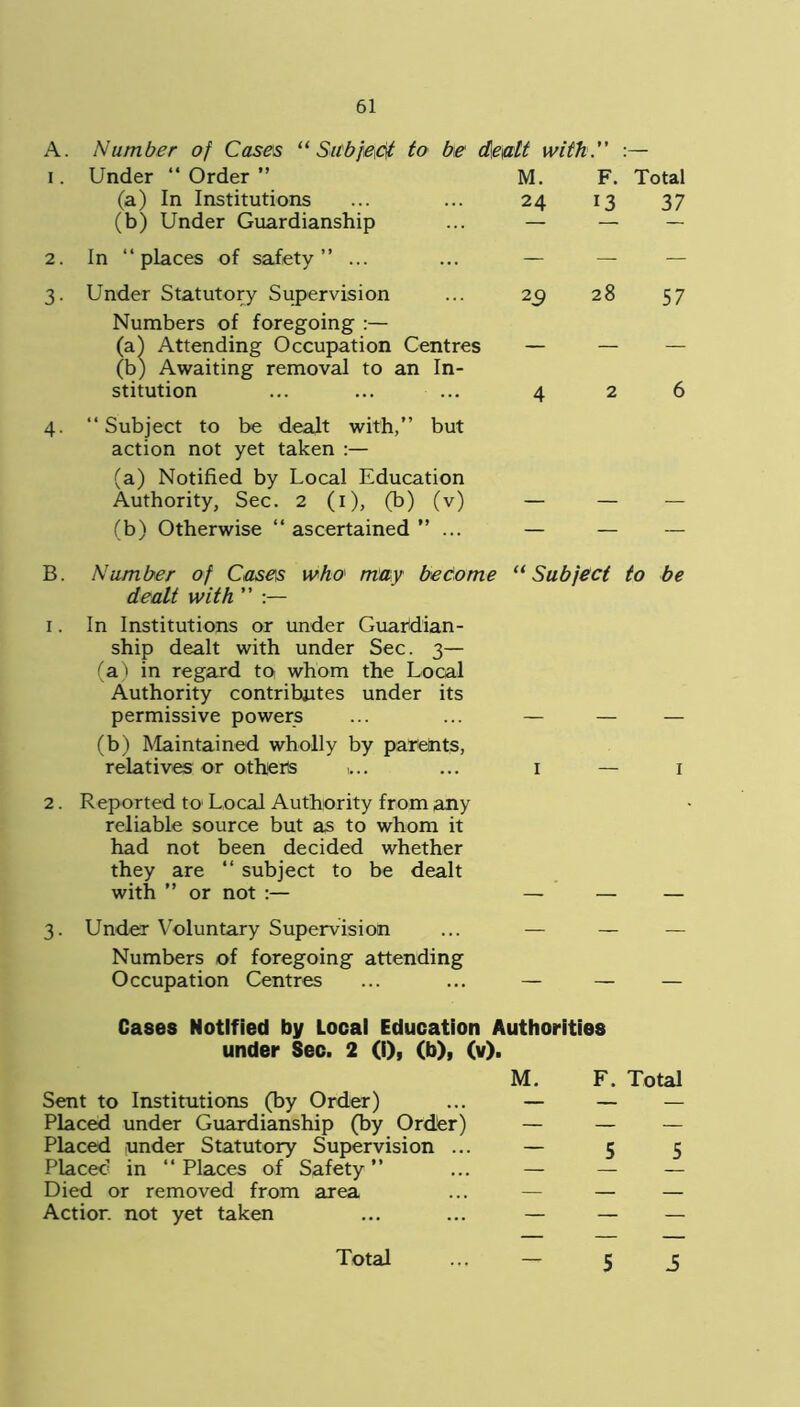 61
A. Number of Cases “Subject to be dealt with.” :—
1. Under “Order” M. F. Total
(a) In Institutions ... ... 24 13 37
(b) Under Guardianship ... — — —
2. In “places of safety” ... ... — — —
3. Under Statutory Supervision ... 29 28 57
Numbers of foregoing :—
(a) Attending Occupation Centres — — —
(b) Awaiting removal to an In-
stitution ... ... ... 4 2 6
4. “Subject to be dealt with,” but
action not yet taken :—
(a) Notified by Local Education
Authority, Sec. 2 (1), (b) (v) — — —
(b) Otherwise “ascertained” ... — — —
B. Number of Cases who may become “Subject to be
dealt with” :—
1. In Institutions or under Guardian-
ship dealt with under Sec. 3—
(a) in regard to whom the Local
Authority contributes under its
permissive powers ... ... — — —
(b) Maintained wholly by parents,
relatives or others ... ... 1 — 1
2. Reported to Local Authority from any
reliable source but as to whom it
had not been decided whether
they are “subject to be dealt
with” or not :— — — —
3. Under Voluntary Supervision ... — — —
Numbers of foregoing attending
Occupation Centres ... ... — — —
Cases Notified by Local Education Authorities
under Sec. 2 (I), (b), (v).
M. F. Total
Sent to Institutions (by Order) ... — — —
Placed under Guardianship (by Order) — — —
Placed under Statutory Supervision ... — 5 5
Placed in “Places of Safety” ... — — —
Died or removed from area ... — — —
Action not yet taken ... ... — — —
Total ... — 5 5